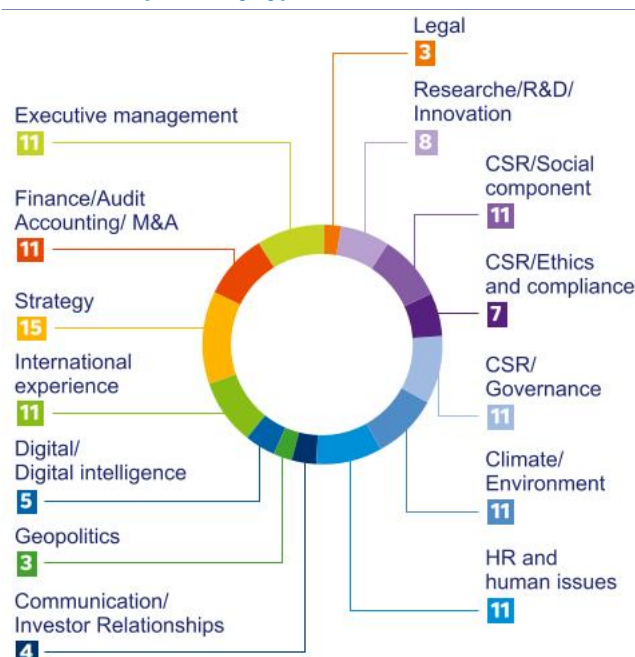 Legal
3
Researche/R&D/
Innovation
8
CSR/Social
component
11
CSR/Ethics
and compliance
7
CSR/
Governance
11
Climate/
Environment
11
HR and
human issues
11
Executive management
11
Finance/Audit
Accounting/ M&A
11
Strategy
15
International
experience
11
Digital/
Digital intelligence
5
Geopolitics
3
Communication/
Investor Relationships
4